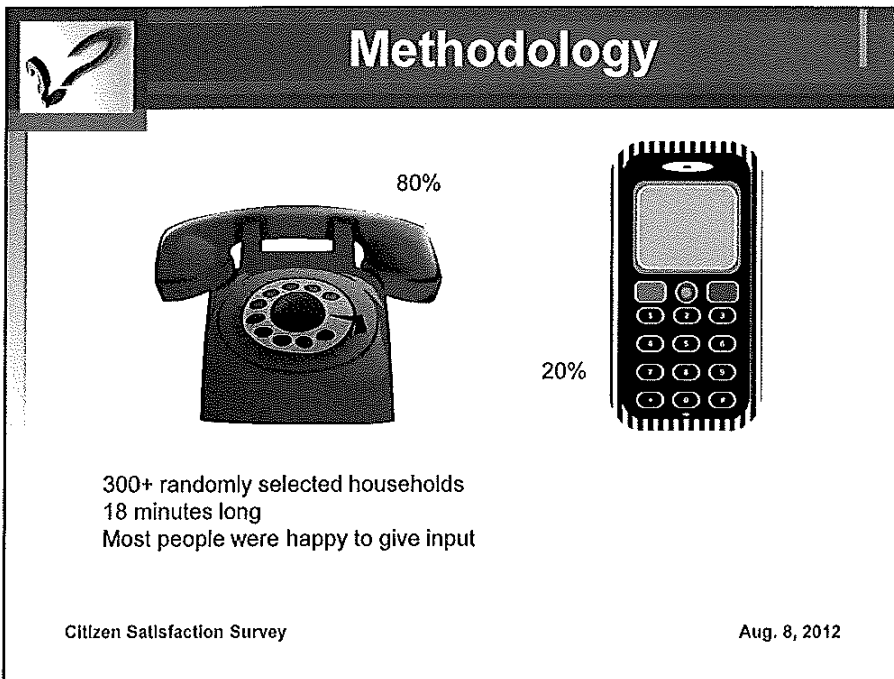 Methodology
80%
20%
300+ randomly selected households
18 minutes long
Most people were happy to give input
Citizen Satisfaction Survey
Aug. 8, 2012